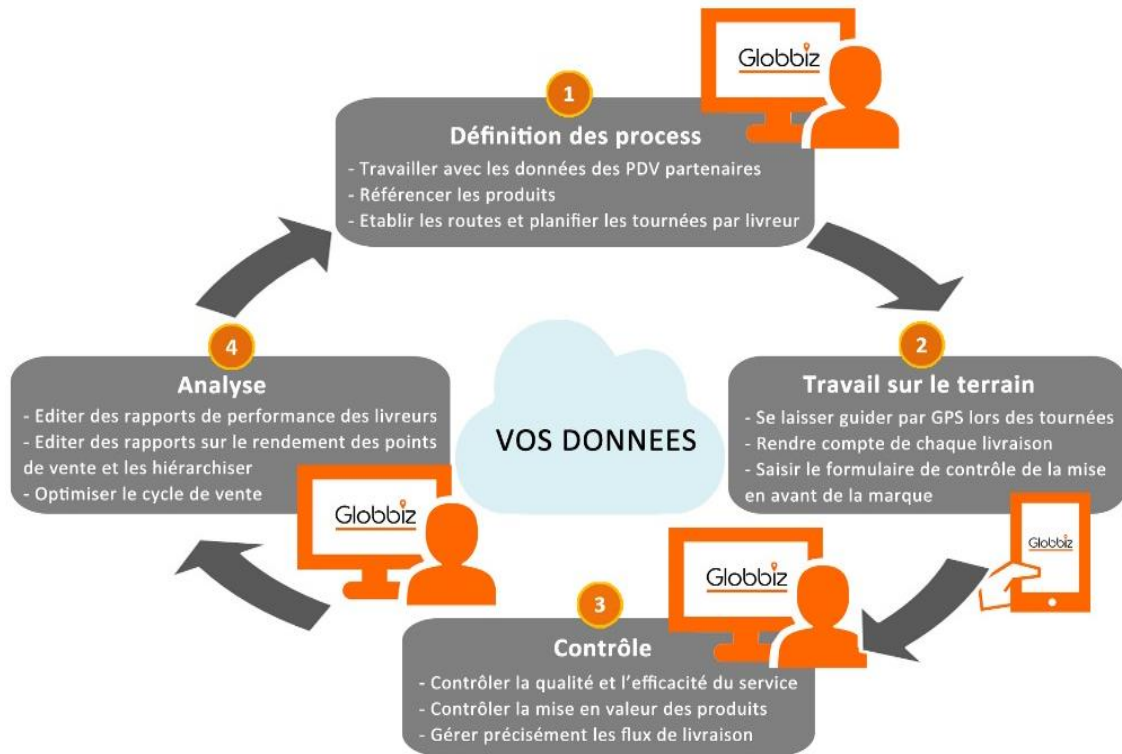 Globbiz
1
Définition des process
- Travailler avec les données des PDV partenaires
- Référencer les produits
- Etablir les routes et planifier les tournées par livreur
2
Travail sur le terrain
- Se laisser guider par GPS lors des tournées
- Rendre compte de chaque livraison
- Saisir le formulaire de contrôle de la mise
en avant de la marque
Globbiz
3
Contrôle
- Contrôler la qualité et l'efficacité du service
- Contrôler la mise en valeur des produits
- Gérer précisément les flux de livraison
Globbiz
4
Analyse
- Editer des rapports de performance des livreurs
- Editer des rapports sur le rendement des points
de vente et les hiérarchiser
- Optimiser le cycle de vente
Globbiz
VOS DONNEES